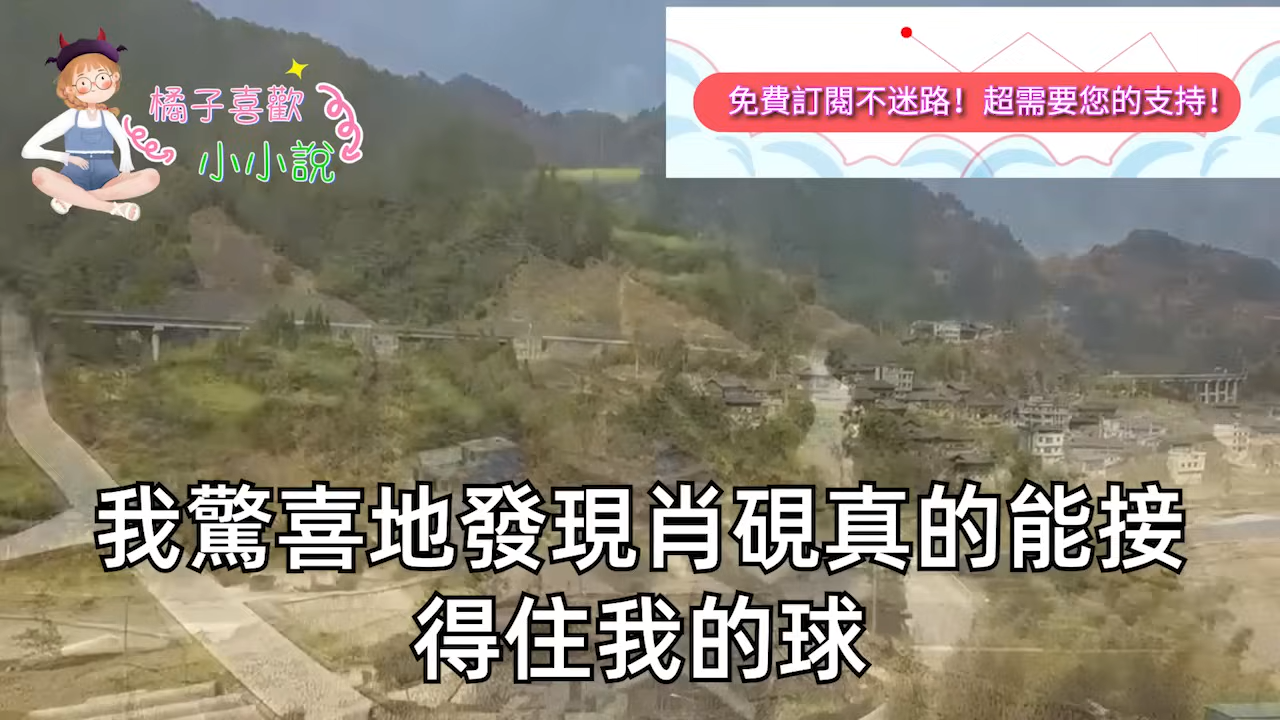 橘子喜歡
小小說
免費訂閱不迷路！超需要您的支持！
我驚喜地發現肖硯真的能接
得住我的球